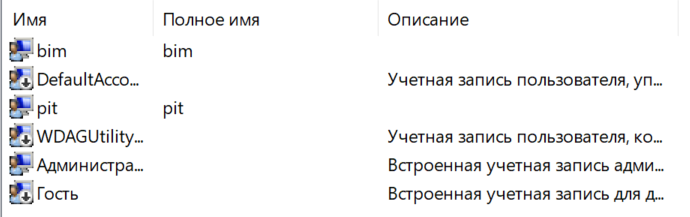 Имя Полное имя Описание
bim bim
DefaultAcco... Учетная запись пользователя, уп...
pit pit
WDAGUtility... Учетная запись пользователя, ко...
Администра... Встроенная учетная запись адми...
Гость Встроенная учетная запись для д...